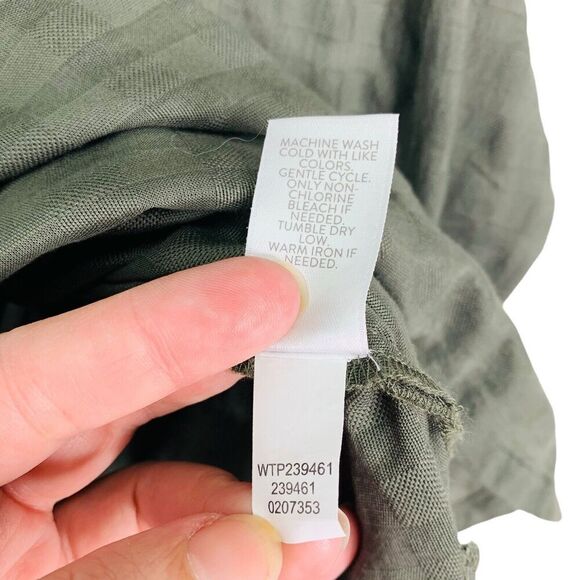 MACHINE WASH
COLD WITH LIKE
COLORS.
GENTLE CYCLE.
ONLY NON-
CHLORINE
BLEACH IF
NEEDED.
TUMBLE DRY
LOW.
WARM IRON IF
NEEDED.
WTP239461
239461
0207353